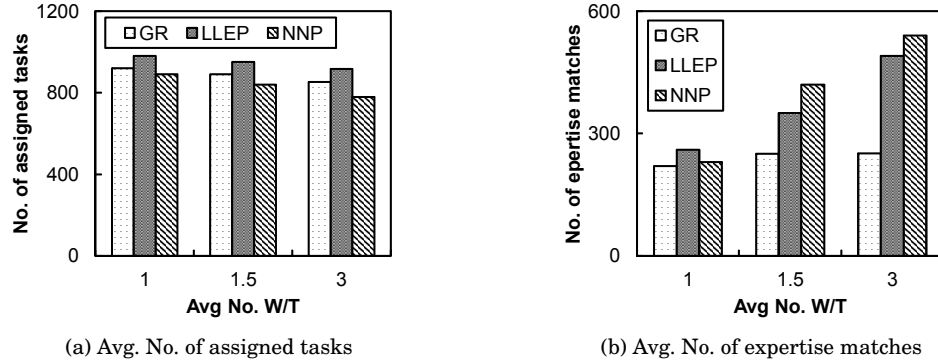 1200
GR LLEP NNP
800
400
0
No. of assigned tasks
1 1.5 3
Avg No. W/T
(a) Avg. No. of assigned tasks
600
GR
LLEP
NNP
300
0
No. of epertise matches
1 1.5 3
Avg No. W/T
(b) Avg. No. of expertise matches